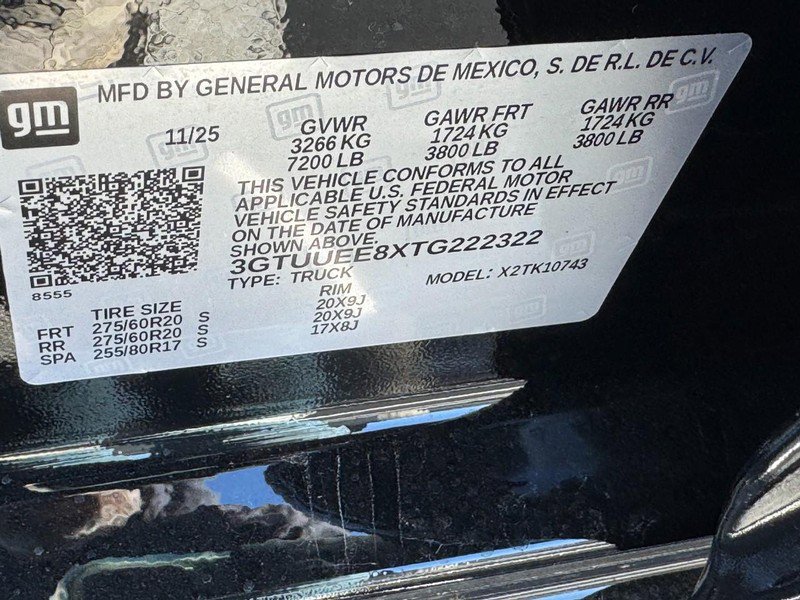 MFD BY GENERAL MOTORS DE MEXICO, S. DE R.L. DE C.V.
gm
11/25
GVWR
3266 KG
7200 LB
GAWR FRT
1724 KG
3800 LB
GAWR RR
1724 KG
3800 LB
THIS VEHICLE CONFORMS TO ALL
APPLICABLE U.S. FEDERAL MOTOR
VEHICLE SAFETY STANDARDS IN EFFECT
ON THE DATE OF MANUFACTURE
SHOWN ABOVE.
3GTUUEE8XTG222322
TYPE: TRUCK
MODEL: X2TK10743
8555
TIRE SIZE RIM
FRT 275/60R20 S 20X9J
RR 275/60R20 S 20X9J
SPA 255/80R17 S 17X8J